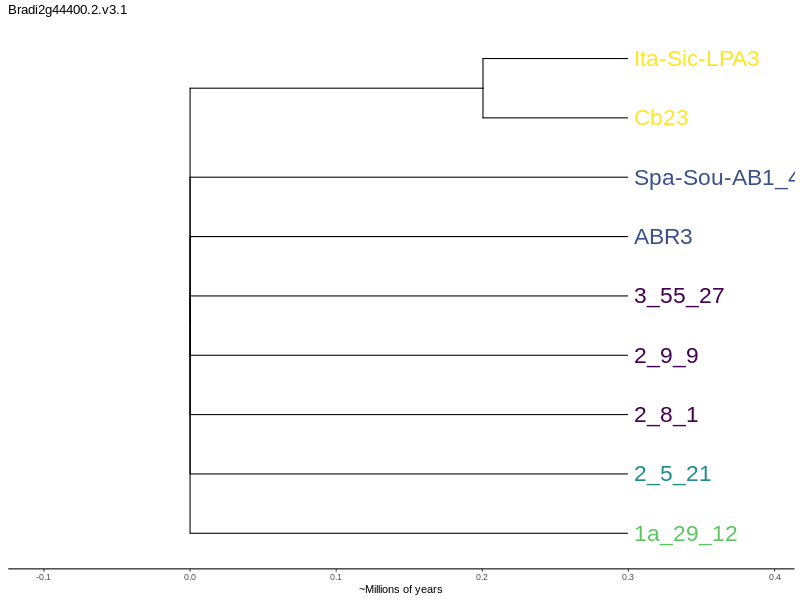 Bradi2g44400.2.v3.1
Ita-Sic-LPA3
Cb23
Spa-Sou-AB1_4
ABR3
3_55_27
2_9_9
2_8_1
2_5_21
1a_29_12
-0.1 0.0 0.1 0.2 0.3 0.4
~Millions of years